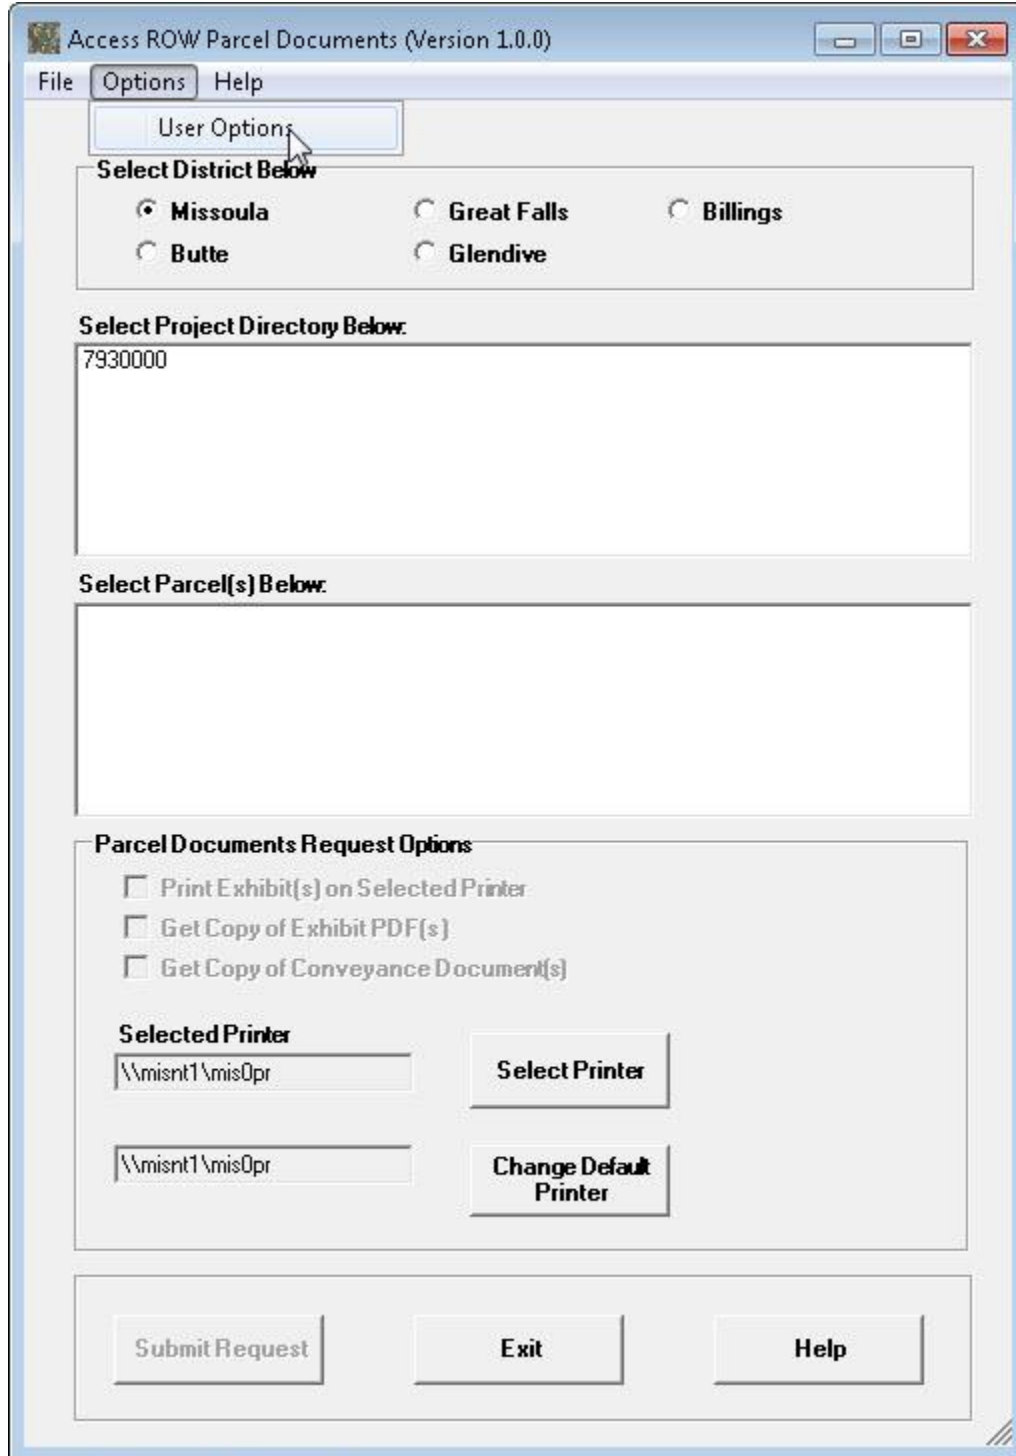 Access ROW Parcel Documents (Version 1.0.0)
File Options Help
User Options
Select District Below
Missoula Great Falls Billings
Butte Glendive
Select Project Directory Below:
7930000
Select Parcel(s) Below:
Parcel Documents Request Options
Print Exhibit(s) on Selected Printer
Get Copy of Exhibit PDF(s)
Get Copy of Conveyance Document(s)
Selected Printer
\\misnt1\mis0pr
Select Printer
\\misnt1\mis0pr
Change Default
Printer
Submit Request Exit Help